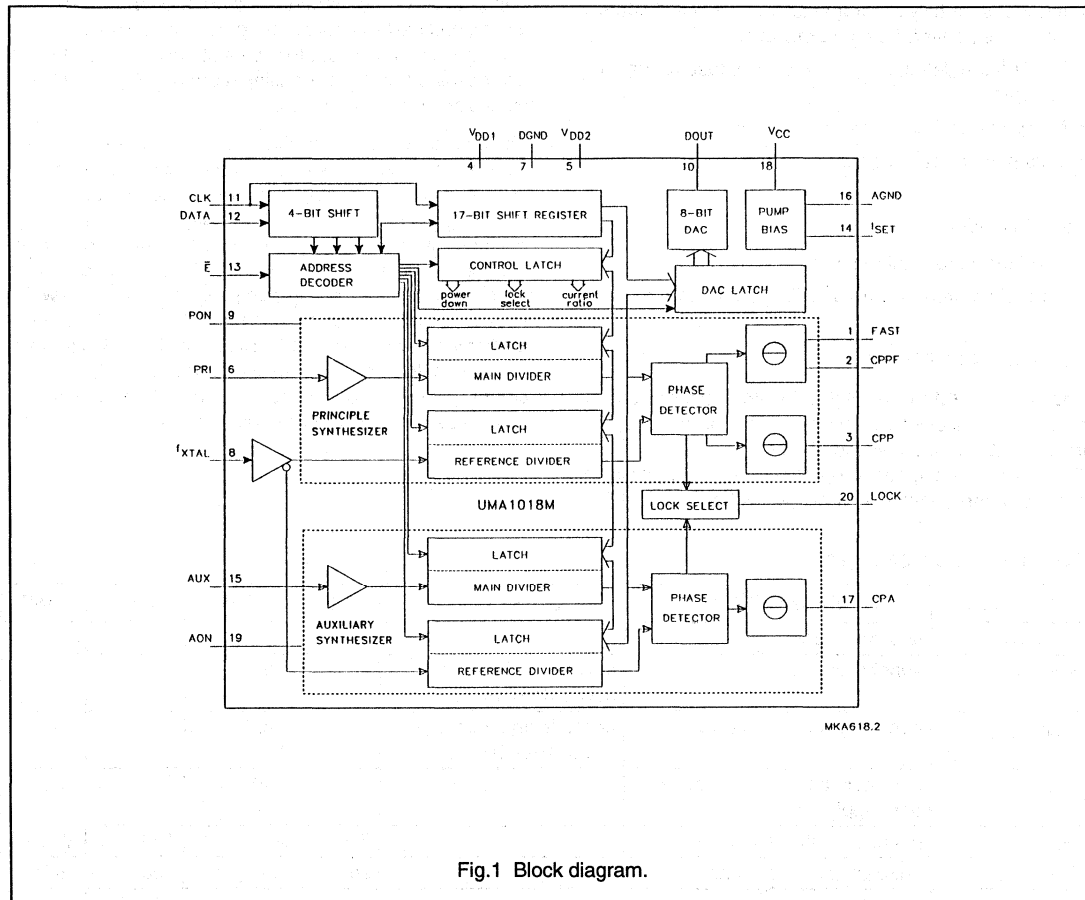 VDD1 DGND VDD2 DOUT VCC
4 7 5 10 18
CLK 11
DATA 12
4-BIT SHIFT
17-BIT SHIFT REGISTER
8-BIT
DAC
PUMP
BIAS
16 AGND
14 ISET
E̅ 13
ADDRESS
DECODER
CONTROL LATCH
power
down
lock
select
current
ratio
DAC LATCH
PON 9
LATCH
MAIN DIVIDER
PRI 6
PRINCIPLE
SYNTHESIZER
LATCH
REFERENCE DIVIDER
PHASE
DETECTOR
1 FAST
2 CPPF
3 CPP
fXTAL 8
UMA1018M
LOCK SELECT
20 LOCK
LATCH
MAIN DIVIDER
AUX 15
AUXILIARY
SYNTHESIZER
AON 19
LATCH
REFERENCE DIVIDER
PHASE
DETECTOR
17 CPA
MKA618.2
Fig.1 Block diagram.